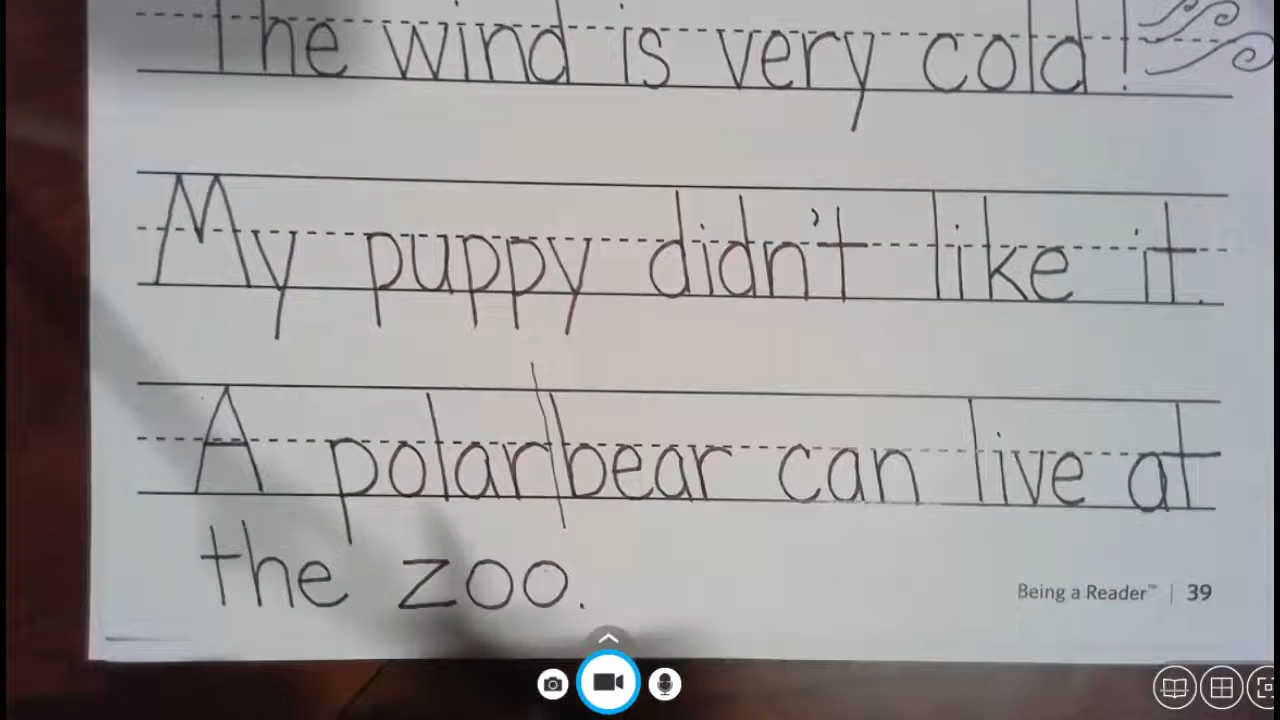 The wind is very cold!
My puppy didn't like it.
A polar bear can live at
the zoo.
Being a Reader™ | 39